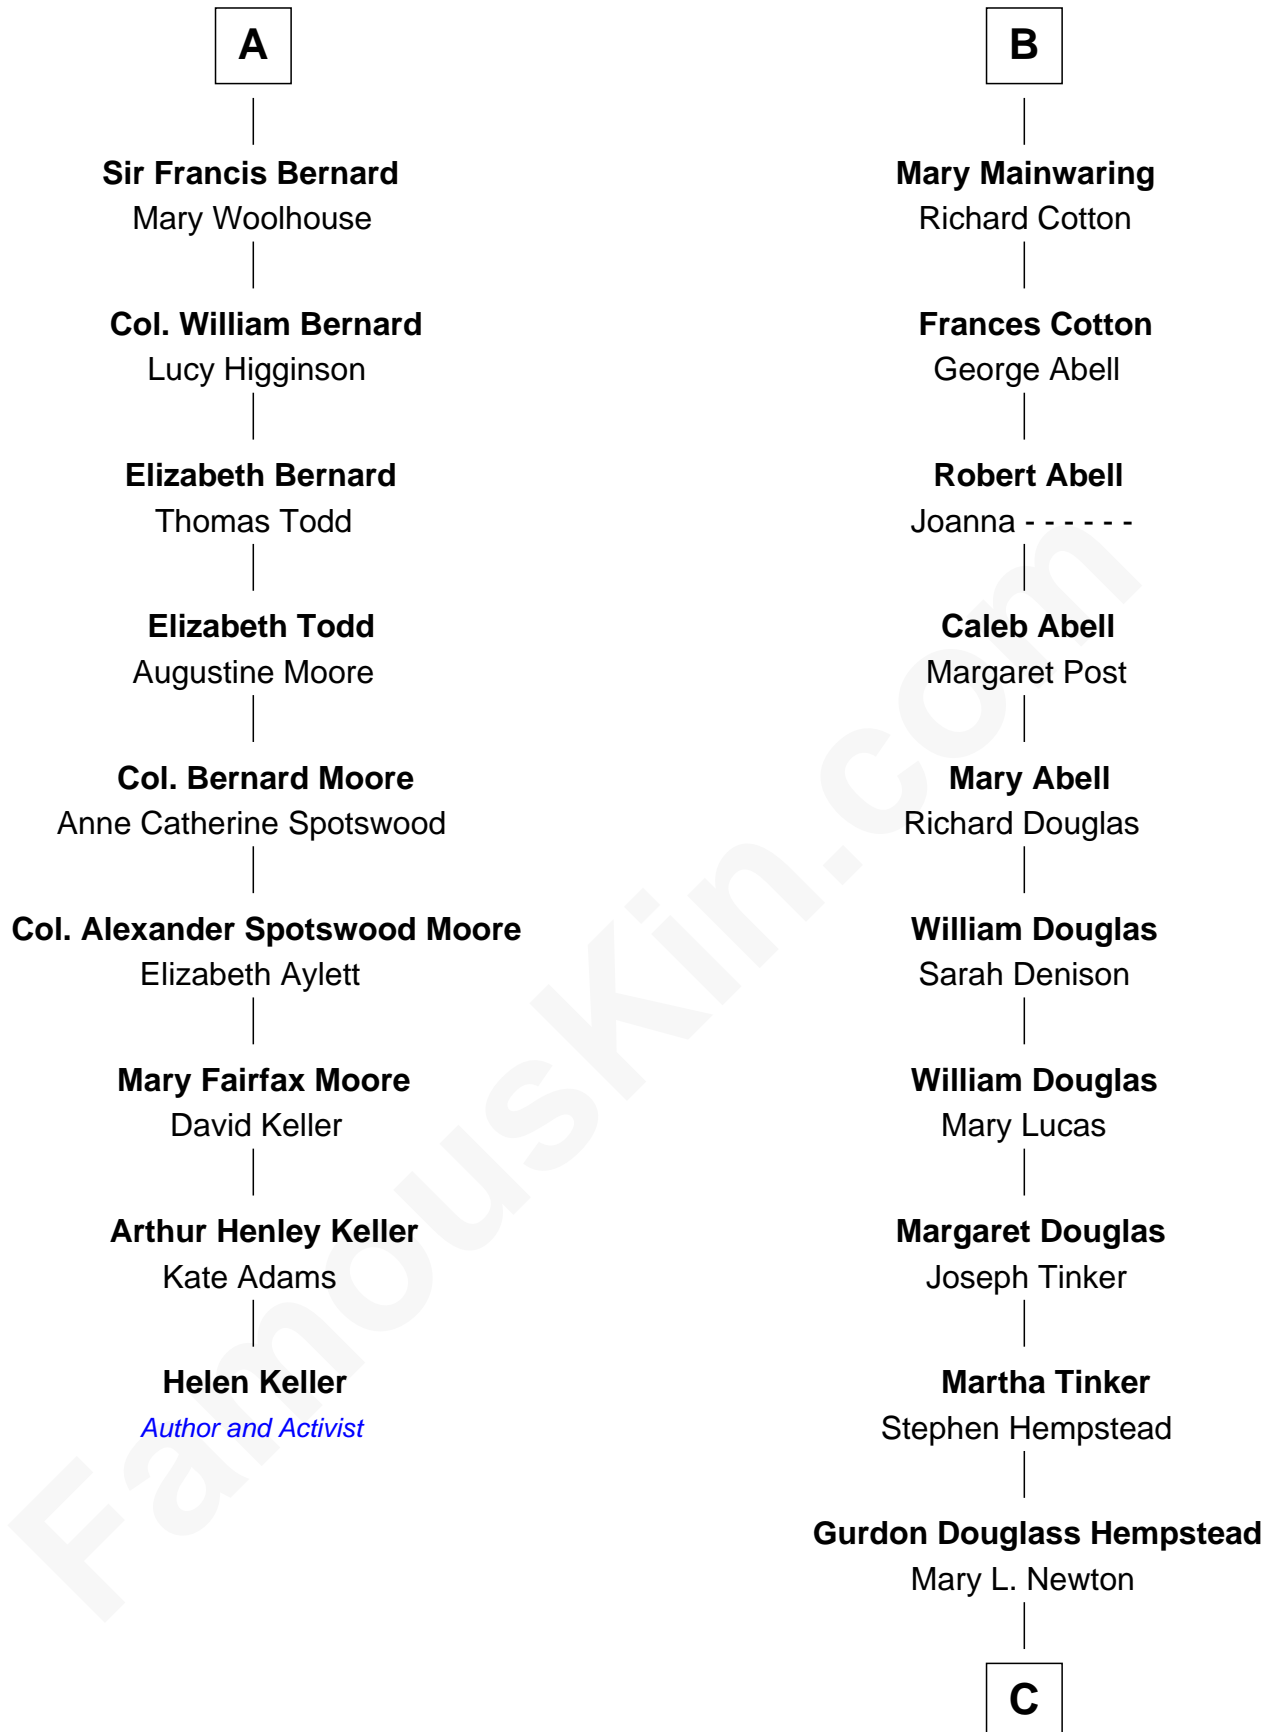 A
Sir Francis Bernard
Mary Woolhouse
Col. William Bernard
Lucy Higginson
Elizabeth Bernard
Thomas Todd
Elizabeth Todd
Augustine Moore
Col. Bernard Moore
Anne Catherine Spotswood
Col. Alexander Spotswood Moore
Elizabeth Aylett
Mary Fairfax Moore
David Keller
Arthur Henley Keller
Kate Adams
Helen Keller
Author and Activist
B
Mary Mainwaring
Richard Cotton
Frances Cotton
George Abell
Robert Abell
Joanna - - - - - -
Caleb Abell
Margaret Post
Mary Abell
Richard Douglas
William Douglas
Sarah Denison
William Douglas
Mary Lucas
Margaret Douglas
Joseph Tinker
Martha Tinker
Stephen Hempstead
Gurdon Douglass Hempstead
Mary L. Newton
C
FamousKin.com